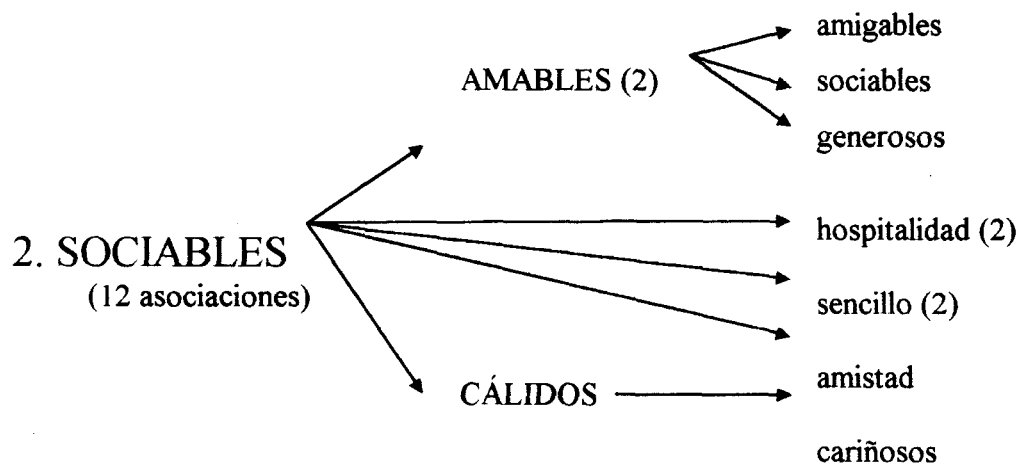 amigables
AMABLES (2)
sociables
generosos
hospitalidad (2)
2. SOCIABLES
(12 asociaciones)
sencillo (2)
amistad
CÁLIDOS
cariñosos